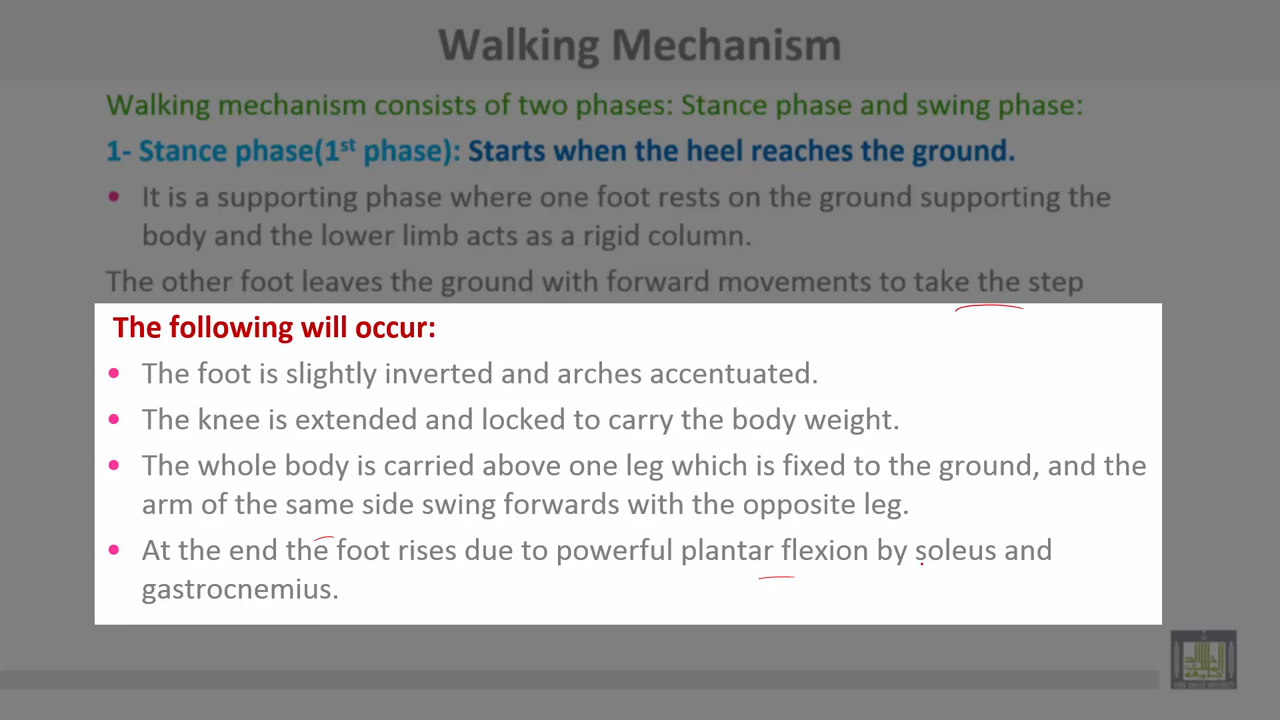 Walking Mechanism
Walking mechanism consists of two phases: Stance phase and swing phase:
1- Stance phase(1st phase): Starts when the heel reaches the ground.
• It is a supporting phase where one foot rests on the ground supporting the
body and the lower limb acts as a rigid column.
The other foot leaves the ground with forward movements to take the step
The following will occur:
• The foot is slightly inverted and arches accentuated.
• The knee is extended and locked to carry the body weight.
• The whole body is carried above one leg which is fixed to the ground, and the
arm of the same side swing forwards with the opposite leg.
• At the end the foot rises due to powerful plantar flexion by soleus and
gastrocnemius.